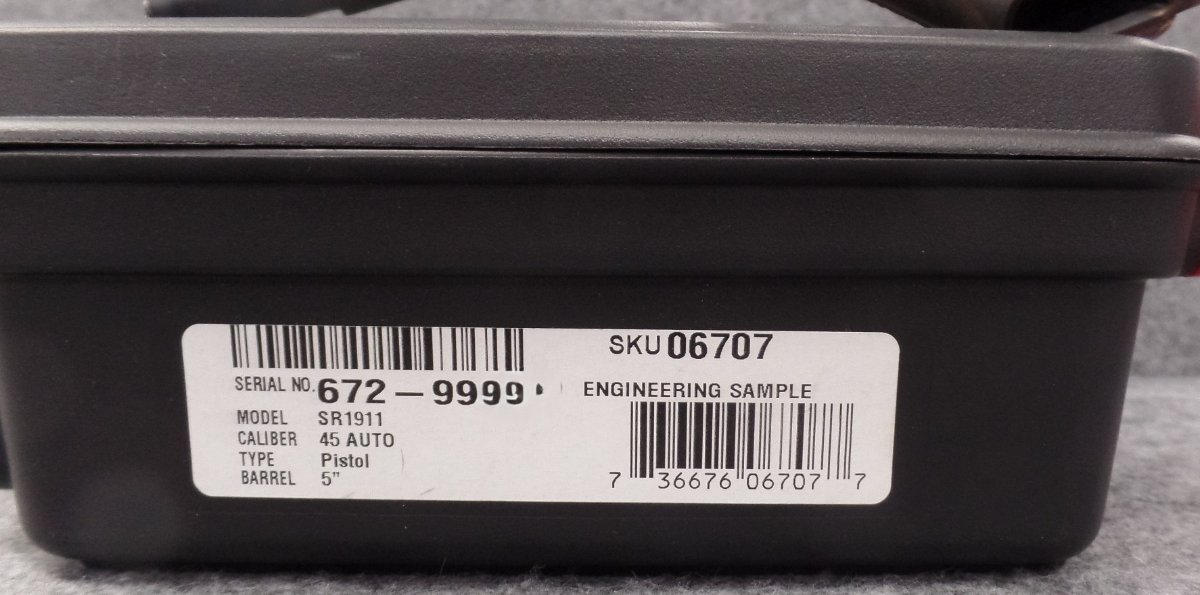 SERIAL NO. 672-9999
MODEL SR1911
CALIBER 45 AUTO
TYPE Pistol
BARREL 5"
SKU 06707
ENGINEERING SAMPLE
7 36676 06707 7